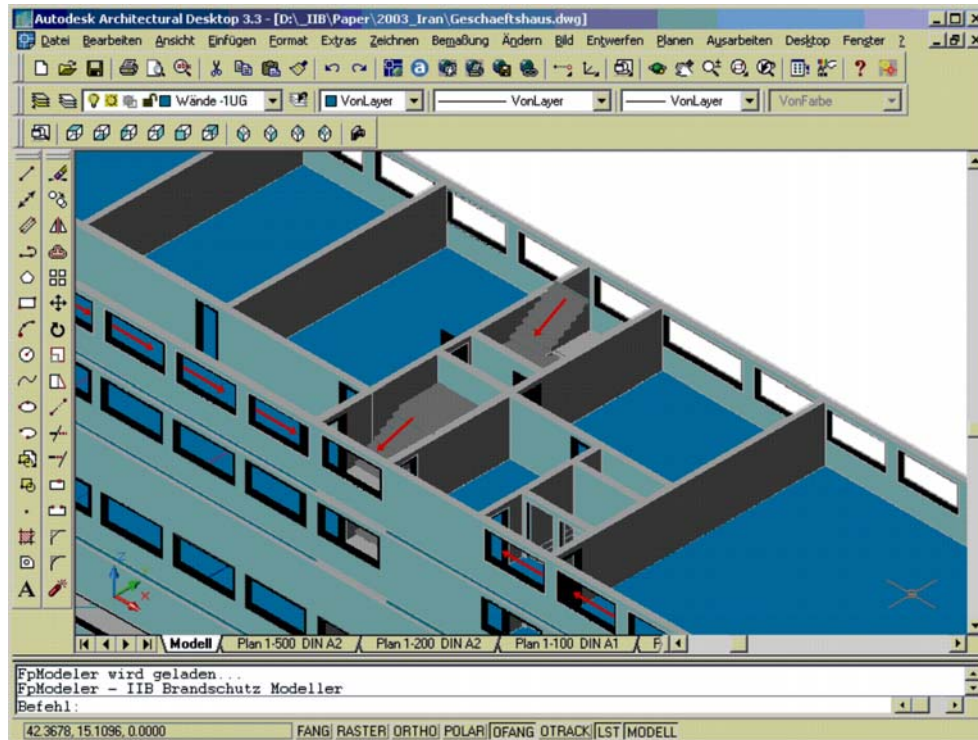 Autodesk Architectural Desktop 3.3 - [D:\_IIB\Paper\2003_Iran\Geschaeftshaus.dwg]
Datei Bearbeiten Ansicht Einfügen Format Extras Zeichnen Bemaßung Ändern Bild Entwerfen Planen Ausarbeiten Desktop Fenster ?
Wände -1UG VonLayer VonLayer VonLayer VonFarbe
A
Z Y X
Modell Plan 1-500 DIN A2 Plan 1-200 DIN A2 Plan 1-100 DIN A1 P
FpModeler wird geladen...
FpModeler - IIB Brandschutz Modeller
Befehl:
42.3678, 15.1096, 0.0000 FANG RASTER ORTHO POLAR OFANG OTRACK LST MODELL